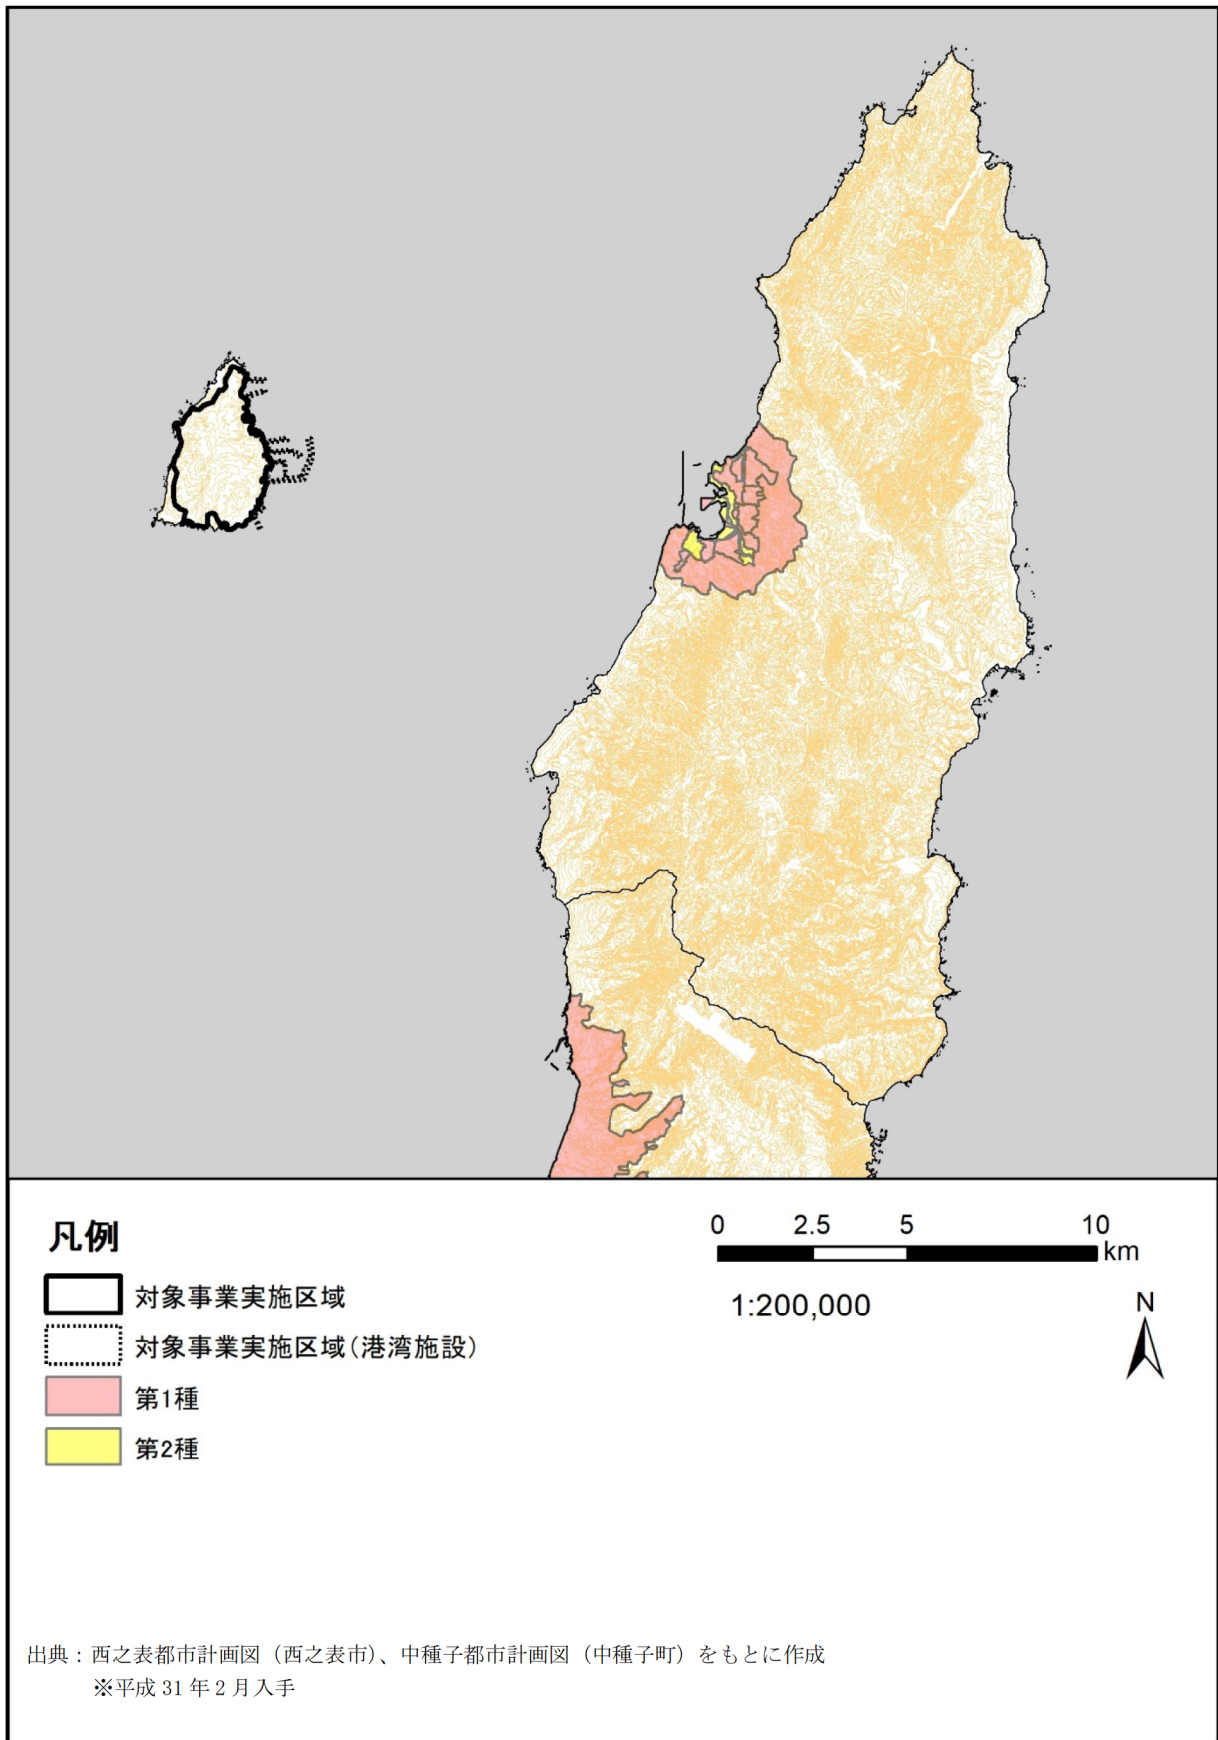 凡例
対象事業実施区域
対象事業実施区域(港湾施設)
第1種
第2種
0 2.5 5 10
km
1:200,000
N
出典：西之表都市計画図（西之表市）、中種子都市計画図（中種子町）をもとに作成
※平成 31 年 2 月入手